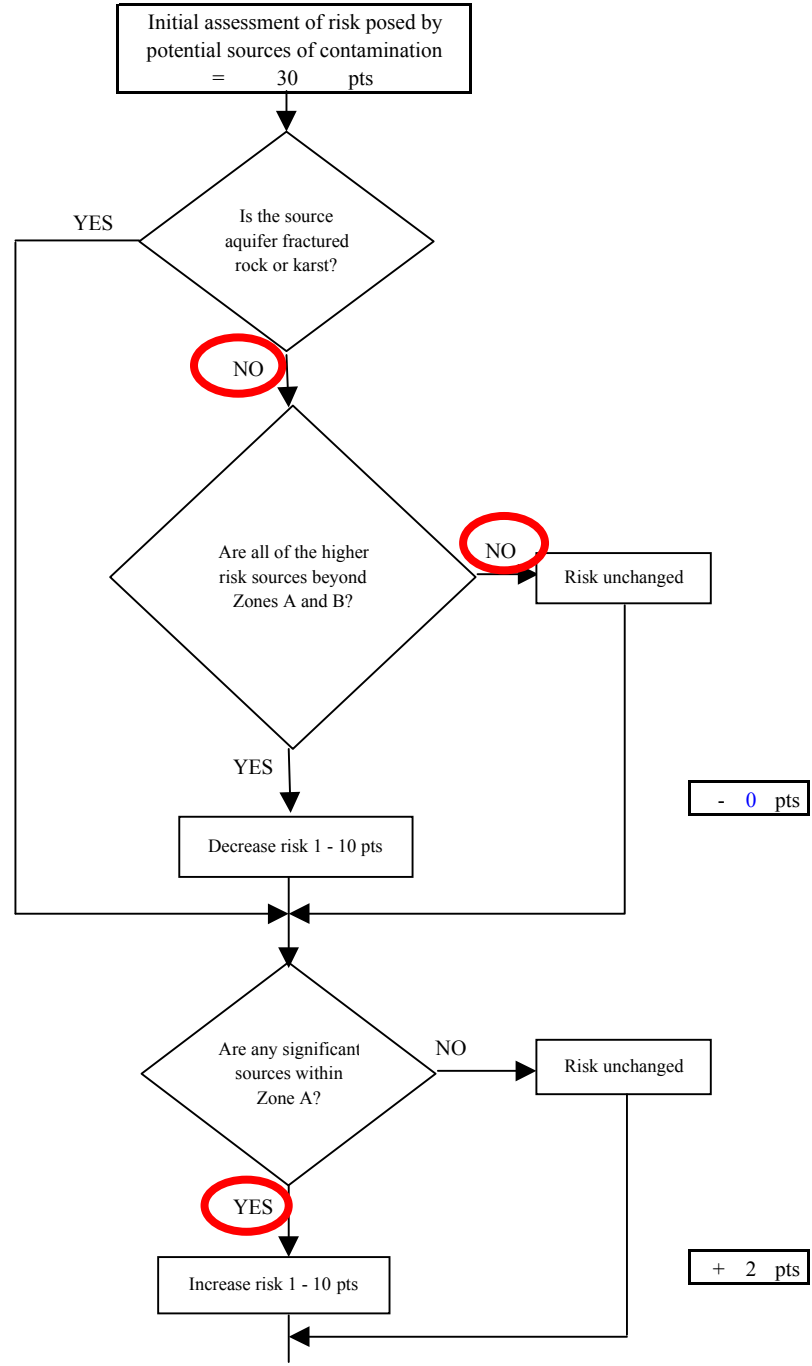 Initial assessment of risk posed by
potential sources of contamination
= 30 pts
YES
Is the source
aquifer fractured
rock or karst?
NO
Are all of the higher
risk sources beyond
Zones A and B?
NO
Risk unchanged
YES
- 0 pts
Decrease risk 1 - 10 pts
Are any significant
sources within
Zone A?
NO
Risk unchanged
YES
+ 2 pts
Increase risk 1 - 10 pts